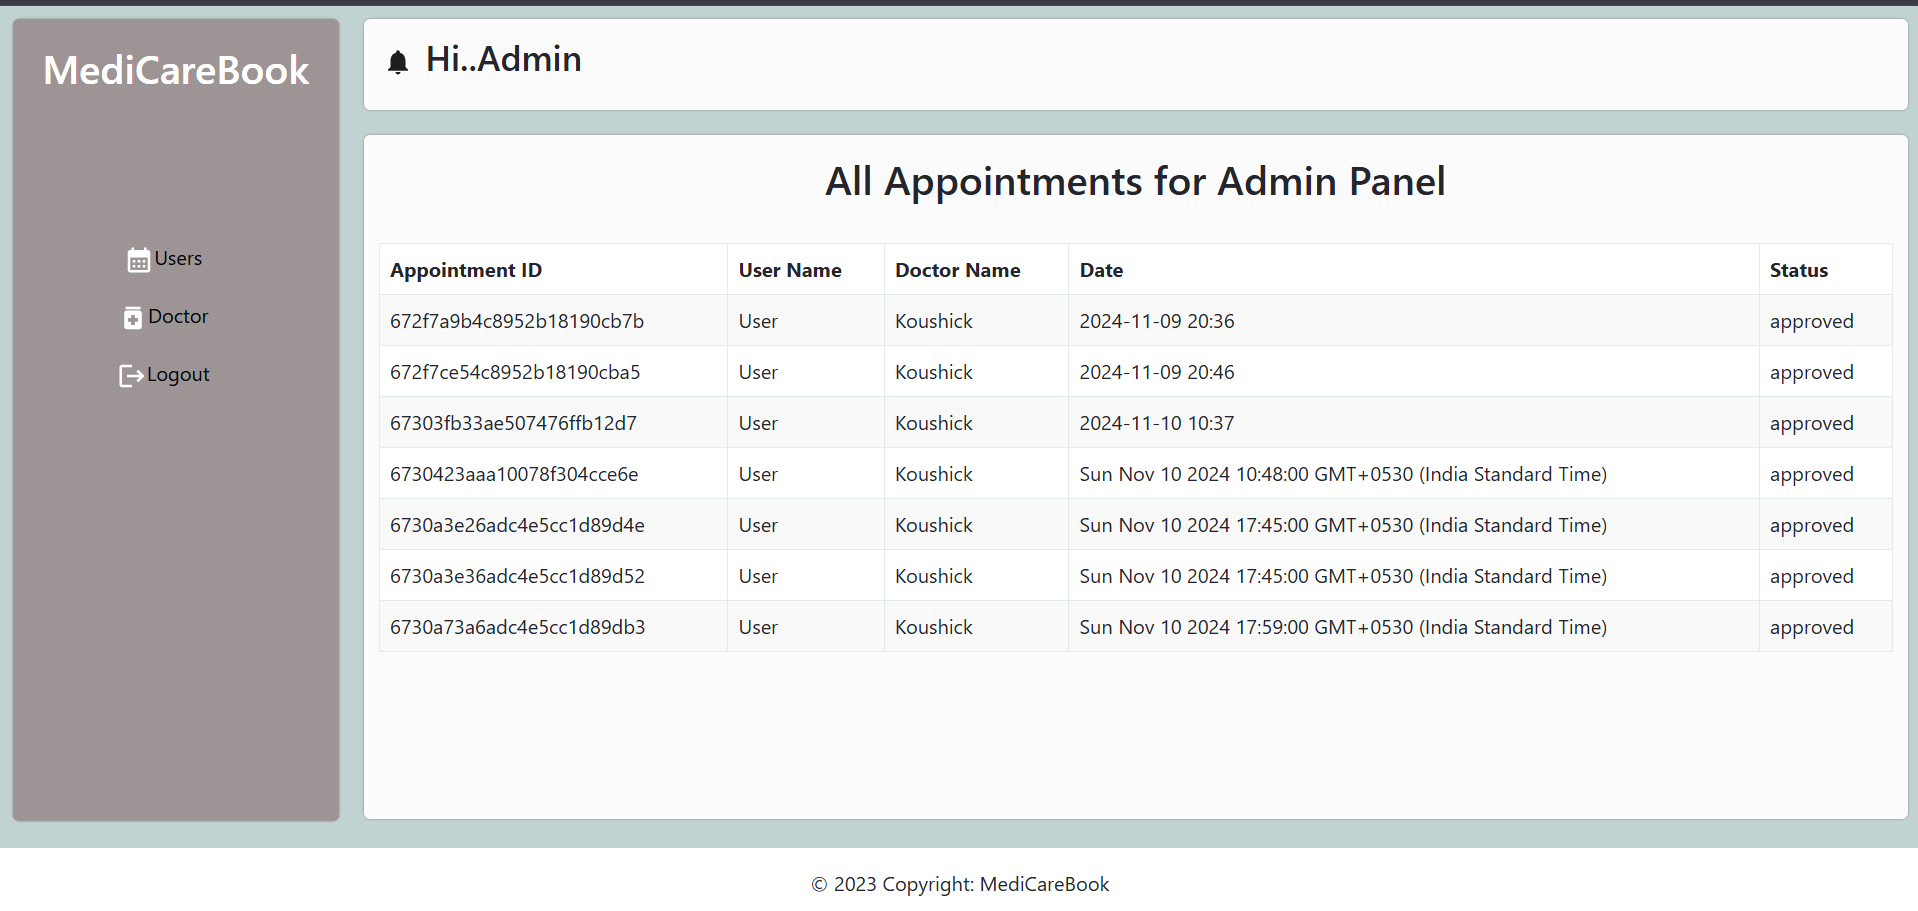 MediCareBook
Users
Doctor
Logout
Hi..Admin
All Appointments for Admin Panel
Appointment ID User Name Doctor Name Date Status
672f7a9b4c8952b18190cb7b User Koushick 2024-11-09 20:36 approved
672f7ce54c8952b18190cba5 User Koushick 2024-11-09 20:46 approved
67303fb33ae507476ffb12d7 User Koushick 2024-11-10 10:37 approved
6730423aaa10078f304cce6e User Koushick Sun Nov 10 2024 10:48:00 GMT+0530 (India Standard Time) approved
6730a3e26adc4e5cc1d89d4e User Koushick Sun Nov 10 2024 17:45:00 GMT+0530 (India Standard Time) approved
6730a3e36adc4e5cc1d89d52 User Koushick Sun Nov 10 2024 17:45:00 GMT+0530 (India Standard Time) approved
6730a73a6adc4e5cc1d89db3 User Koushick Sun Nov 10 2024 17:59:00 GMT+0530 (India Standard Time) approved
© 2023 Copyright: MediCareBook